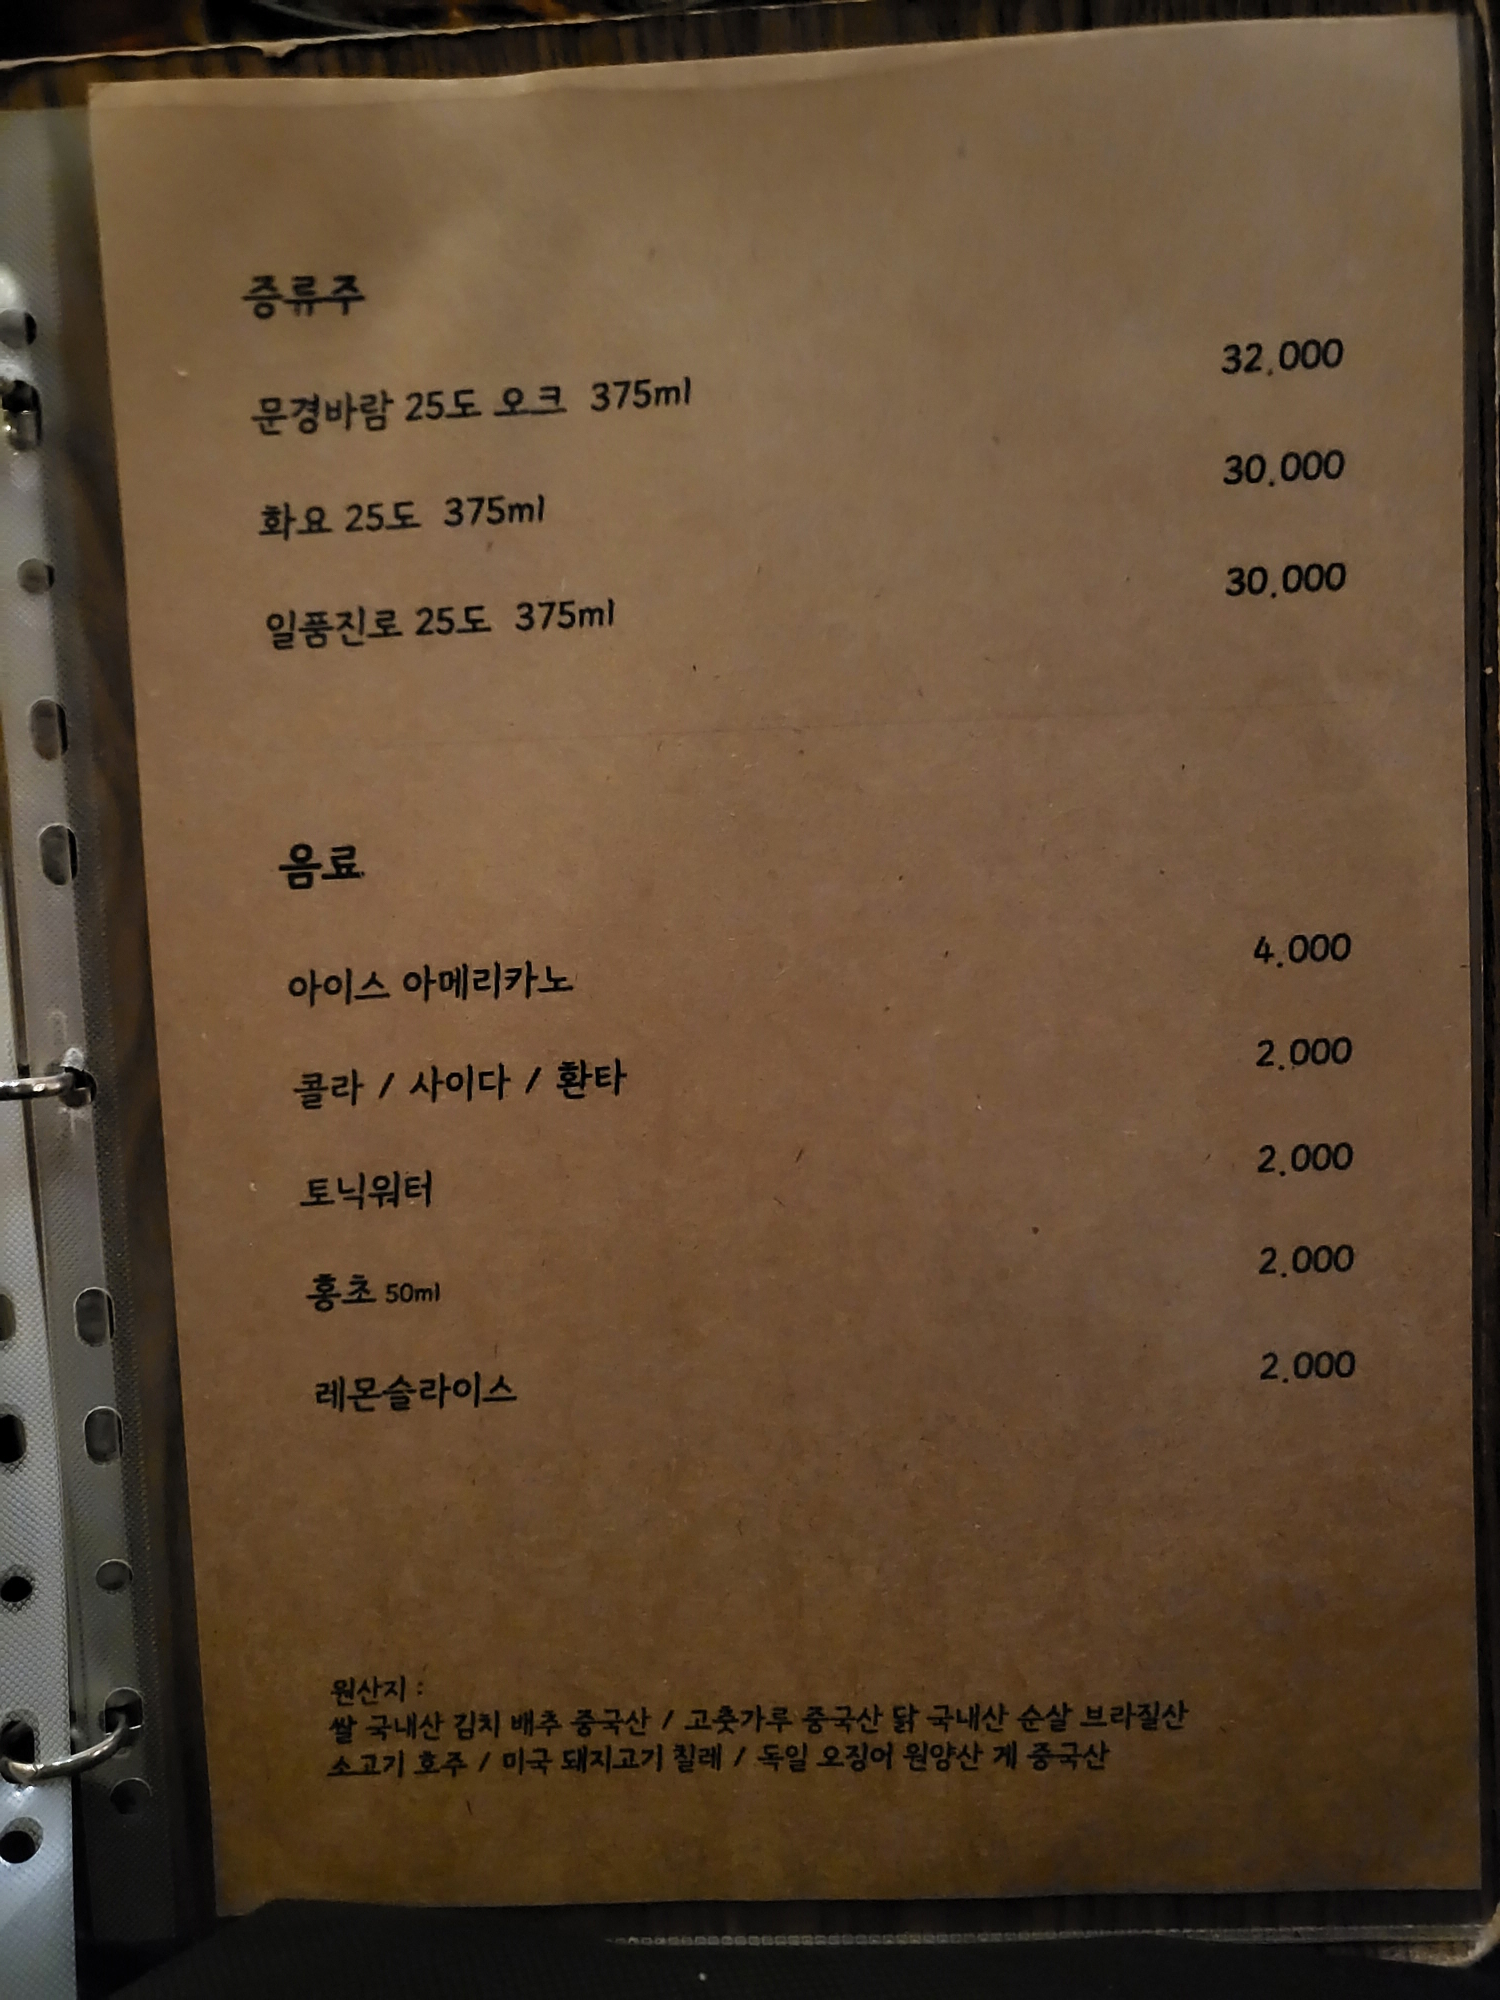 증류주
문경바람 25도 오크 375ml 32,000
화요 25도 375ml 30,000
일품진로 25도 375ml 30,000
음료
아이스 아메리카노 4,000
콜라 / 사이다 / 환타 2,000
토닉워터 2,000
홍초 50ml 2,000
레몬슬라이스 2,000
원산지 :
쌀 국내산 김치 배추 중국산 / 고춧가루 중국산 닭 국내산 순살 브라질산
소고기 호주 / 미국 돼지고기 칠레 / 독일 오징어 원양산 게 중국산